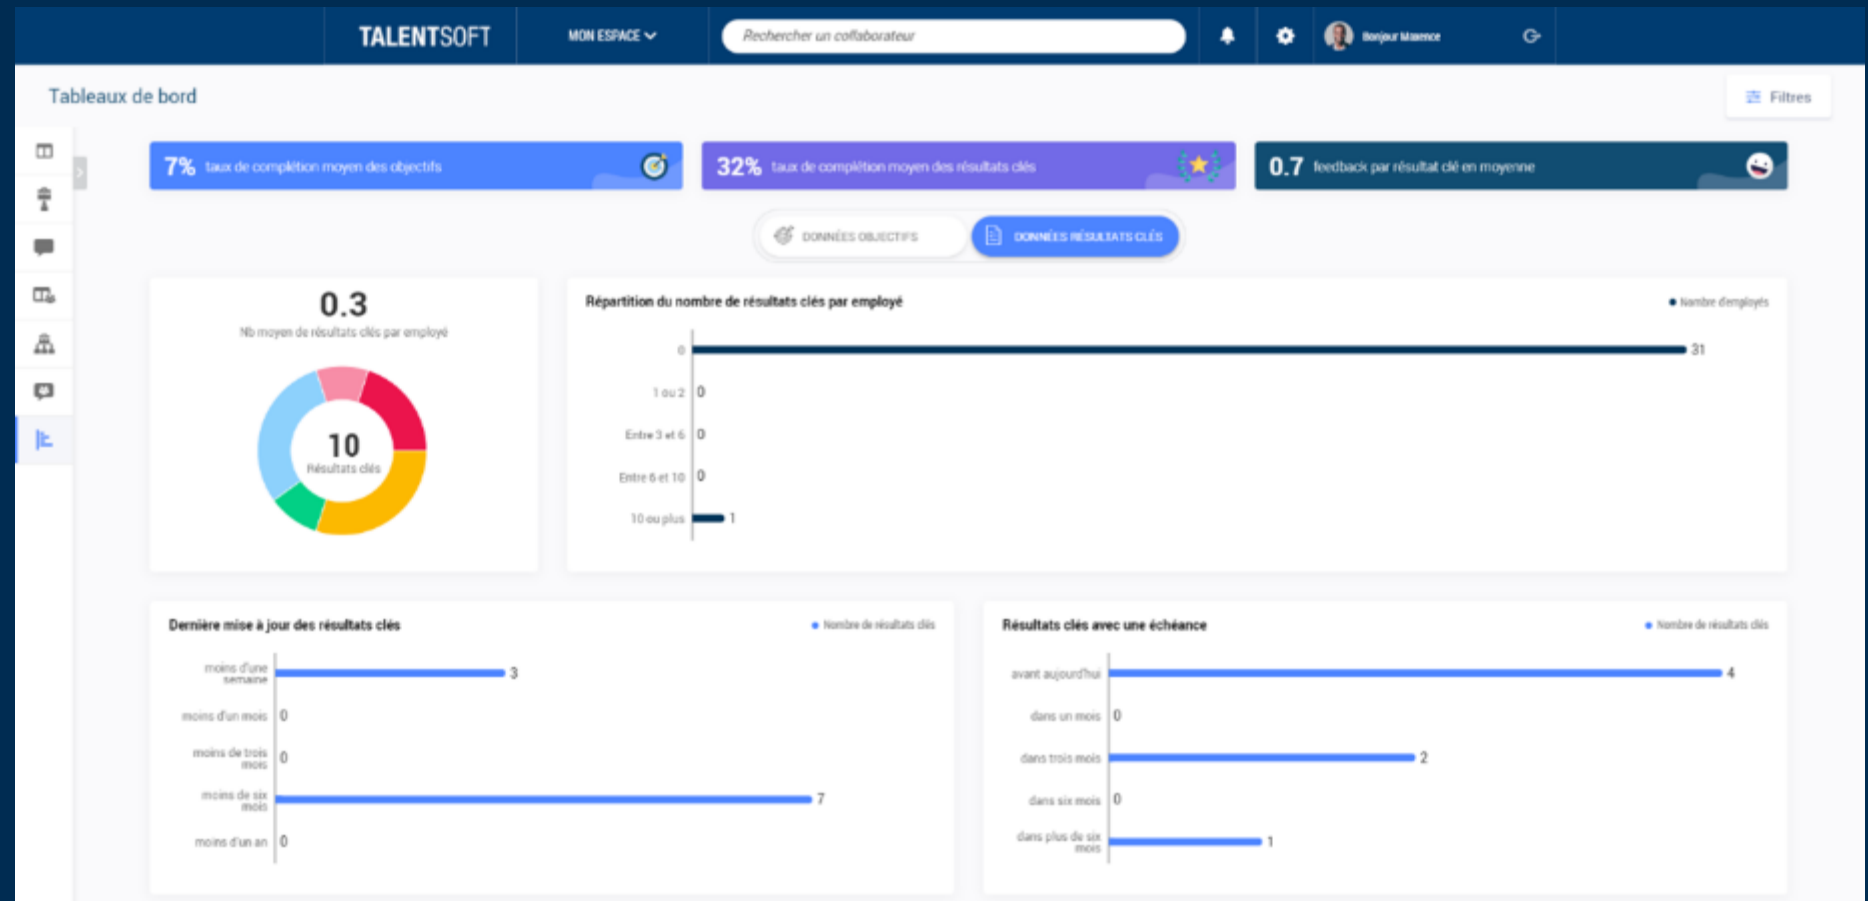 TALENTSOFT
MON ESPACE
Rechercher un collaborateur
Bonjour Maxence
Tableaux de bord
Filtres
7% taux de complétion moyen des objectifs
32% taux de complétion moyen des résultats clés
0.7 feedback par résultat clé en moyenne
DONNÉES OBJECTIFS
DONNÉES RÉSULTATS CLÉS
0.3
Nb moyen de résultats clés par employé
10
Résultats clés
Répartition du nombre de résultats clés par employé
Nombre d'employés
0 31
1 ou 2 0
Entre 3 et 6 0
Entre 6 et 10 0
10 ou plus 1
Dernière mise à jour des résultats clés
Nombre de résultats clés
moins d'une
semaine 3
moins d'un mois 0
moins de trois
mois 0
moins de six
mois 7
moins d'un an 0
Résultats clés avec une échéance
Nombre de résultats clés
avant aujourd'hui 4
dans un mois 0
dans trois mois 2
dans six mois 0
dans plus de six
mois 1